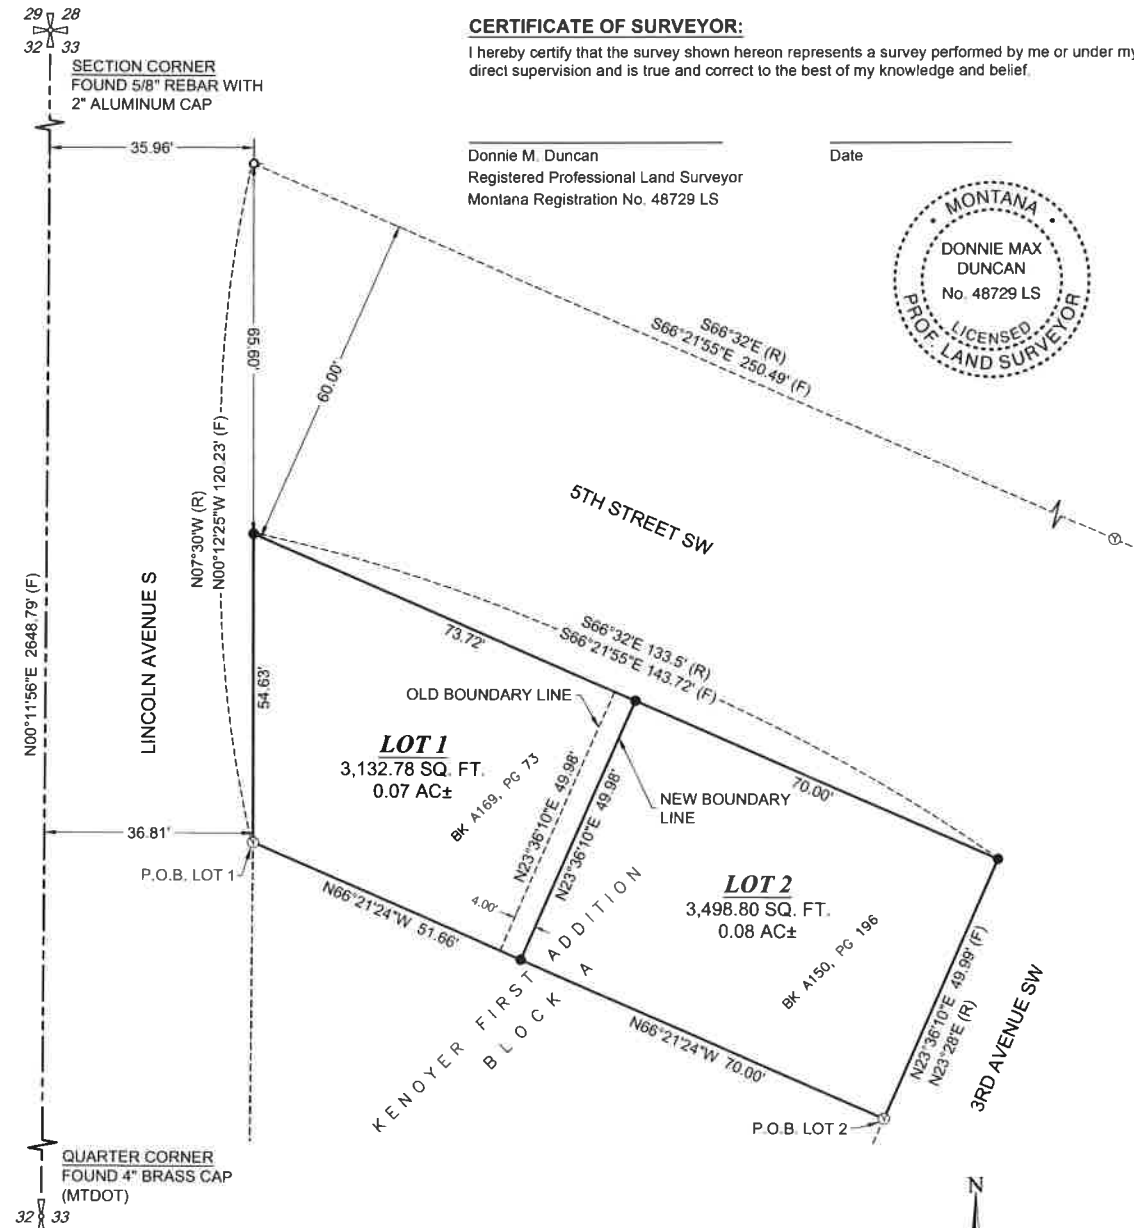 29 28
32 33
SECTION CORNER
FOUND 5/8" REBAR WITH
2" ALUMINUM CAP
CERTIFICATE OF SURVEYOR:
I hereby certify that the survey shown hereon represents a survey performed by me or under my
direct supervision and is true and correct to the best of my knowledge and belief.
Donnie M. Duncan
Registered Professional Land Surveyor
Montana Registration No. 48729 LS
Date
MONTANA
DONNIE MAX
DUNCAN
No. 48729 LS
LICENSED
PROF. LAND SURVEYOR
35.96'
65.60'
60.00'
S66°32'E (R)
S66°21'55"E 250.49' (F)
5TH STREET SW
N07°30'W (R)
N00°12'25"W 120.23' (F)
N00°11'56"E 2648.79' (F)
LINCOLN AVENUE S
54.63'
73.72'
S66°32'E 133.5' (R)
S66°21'55"E 143.72' (F)
OLD BOUNDARY LINE
LOT 1
3,132.78 SQ. FT.
0.07 AC±
BK A169, PG 73
N23°36'10"E 49.98'
N23°36'10"E 49.98'
NEW BOUNDARY
LINE
70.00'
36.81'
P.O.B. LOT 1
N66°21'24"W 51.66'
4.00'
LOT 2
3,498.80 SQ. FT.
0.08 AC±
BK A150, PG 196
KENOYER FIRST ADDITION
BLOCK A
N66°21'24"W 70.00'
N23°36'10"E 49.99' (F)
N23°28'E (R)
3RD AVENUE SW
P.O.B. LOT 2
QUARTER CORNER
FOUND 4" BRASS CAP
(MTDOT)
32 33
N